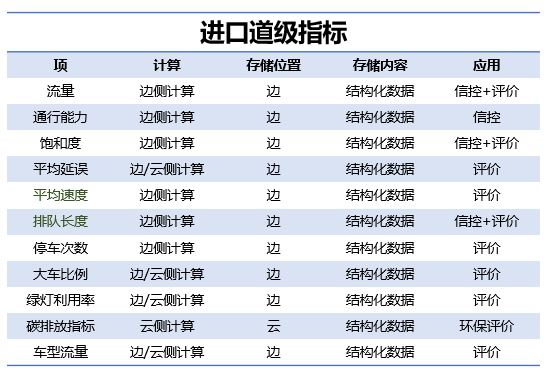 进口道级指标
项 计算 存储位置 存储内容 应用
流量 边侧计算 边 结构化数据 信控+评价
通行能力 边侧计算 边 结构化数据 信控
饱和度 边侧计算 边 结构化数据 信控+评价
平均延误 边/云侧计算 边 结构化数据 评价
平均速度 边侧计算 边 结构化数据 评价
排队长度 边侧计算 边 结构化数据 信控+评价
停车次数 边侧计算 边 结构化数据 评价
大车比例 边/云侧计算 边 结构化数据 评价
绿灯利用率 边/云侧计算 边 结构化数据 评价
碳排放指标 云侧计算 云 结构化数据 环保评价
车型流量 边/云侧计算 边 结构化数据 评价